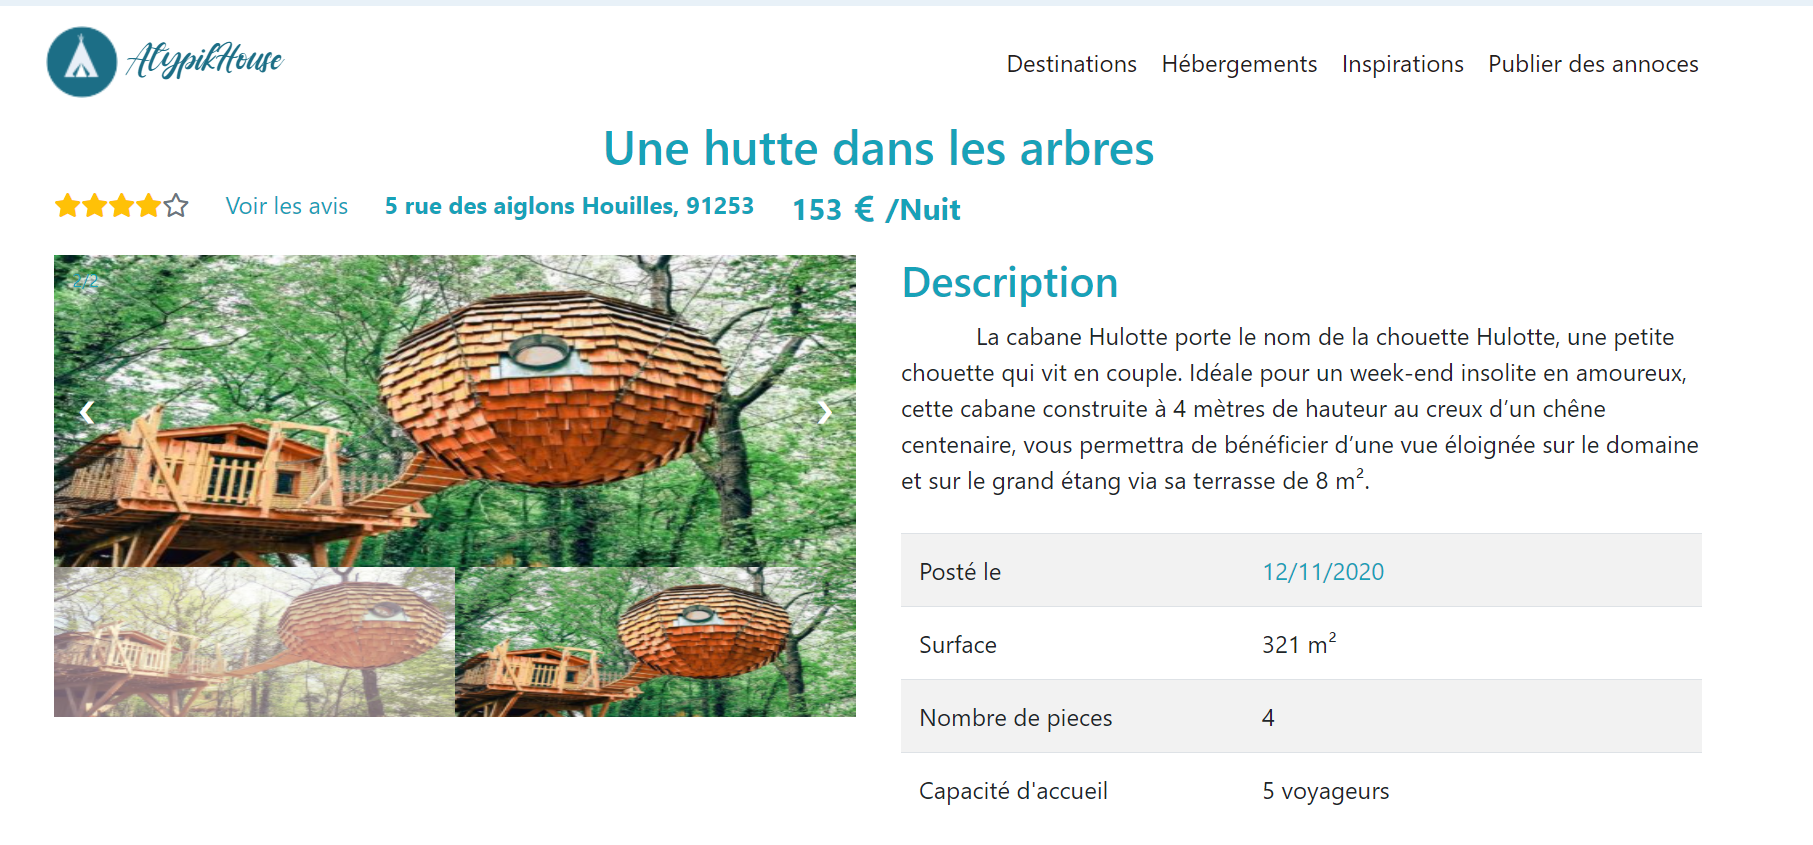 AtypikHouse
Destinations Hébergements Inspirations Publier des annoces
Une hutte dans les arbres
Voir les avis 5 rue des aiglons Houilles, 91253 153 € /Nuit
2/2
Description
La cabane Hulotte porte le nom de la chouette Hulotte, une petite
chouette qui vit en couple. Idéale pour un week-end insolite en amoureux,
cette cabane construite à 4 mètres de hauteur au creux d’un chêne
centenaire, vous permettra de bénéficier d’une vue éloignée sur le domaine
et sur le grand étang via sa terrasse de 8 m².
Posté le 12/11/2020
Surface 321 m²
Nombre de pieces 4
Capacité d'accueil 5 voyageurs